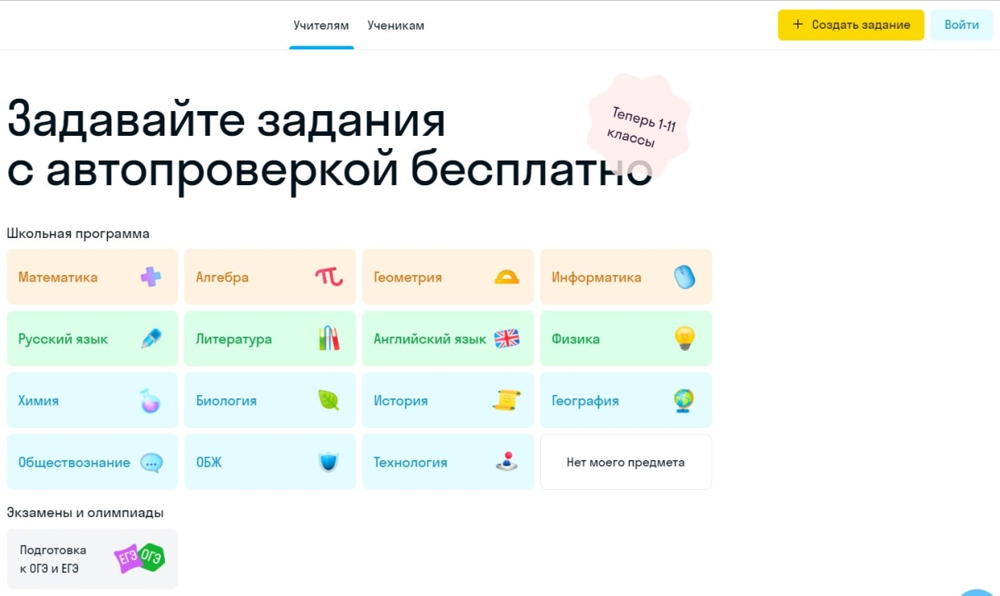 Учителям Ученикам
+ Создать задание
Войти
Задавайте задания
с автопроверкой бесплатно
Теперь 1-11
классы
Школьная программа
Математика
Алгебра
Геометрия
Информатика
Русский язык
Литература
Английский язык
Физика
Химия
Биология
История
География
Обществознание
ОБЖ
Технология
Нет моего предмета
Экзамены и олимпиады
Подготовка
к ОГЭ и ЕГЭ
ЕГЭ ОГЭ